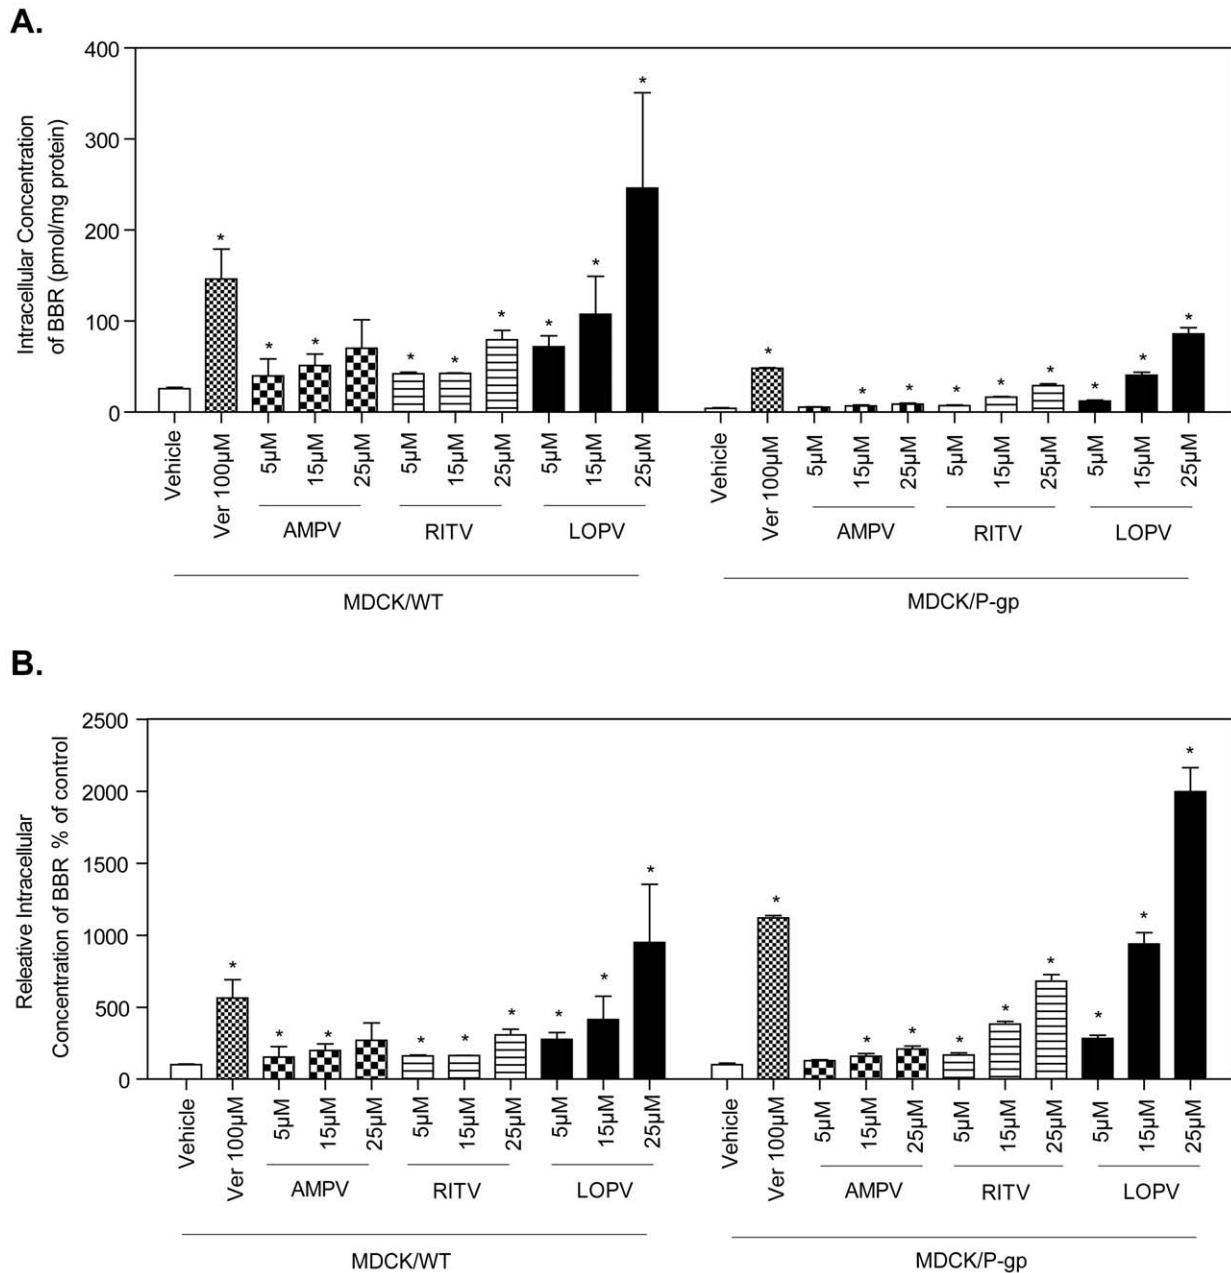 A.
Intracellular Concentration
of BBR (pmol/mg protein)
400
300
200
100
0
* * * * * * * * * *
* * * * * * * * *
Vehicle Ver 100µM 5µM 15µM 25µM 5µM 15µM 25µM 5µM 15µM 25µM Vehicle Ver 100µM 5µM 15µM 25µM 5µM 15µM 25µM 5µM 15µM 25µM
AMPV RITV LOPV AMPV RITV LOPV
MDCK/WT MDCK/P-gp
B.
Releative Intracellular
Concentration of BBR % of control
2500
2000
1500
1000
500
0
* * * * * * * * *
* * * * * * * * *
Vehicle Ver 100µM 5µM 15µM 25µM 5µM 15µM 25µM 5µM 15µM 25µM Vehicle Ver 100µM 5µM 15µM 25µM 5µM 15µM 25µM 5µM 15µM 25µM
AMPV RITV LOPV AMPV RITV LOPV
MDCK/WT MDCK/P-gp